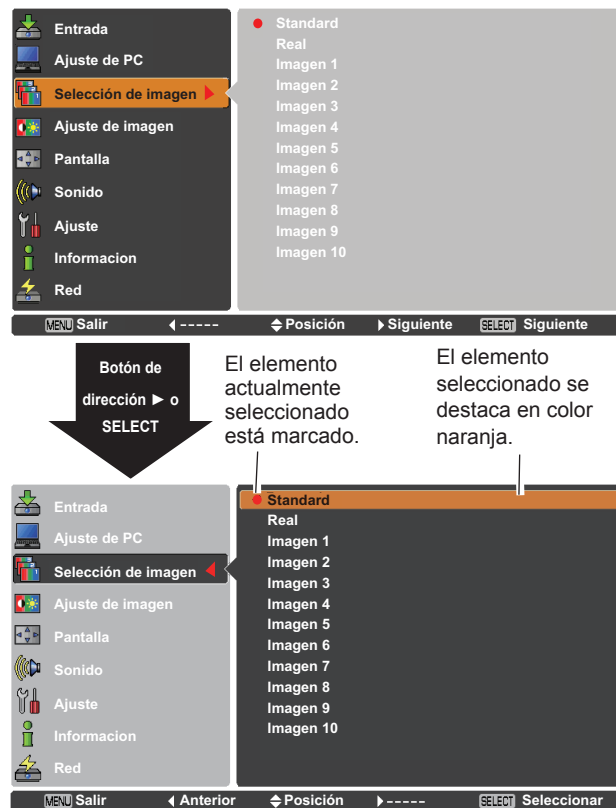 Entrada
Ajuste de PC
Selección de imagen
Ajuste de imagen
Pantalla
Sonido
Ajuste
Informacion
Red
Standard
Real
Imagen 1
Imagen 2
Imagen 3
Imagen 4
Imagen 5
Imagen 6
Imagen 7
Imagen 8
Imagen 9
Imagen 10
MENU Salir ◀ ----- ◆ Posición ▶ Siguiente SELECT Siguiente
Botón de
dirección ► o
SELECT
El elemento
actualmente
seleccionado
está marcado.
El elemento
seleccionado se
destaca en color
naranja.
Entrada
Ajuste de PC
Selección de imagen
Ajuste de imagen
Pantalla
Sonido
Ajuste
Informacion
Red
Standard
Real
Imagen 1
Imagen 2
Imagen 3
Imagen 4
Imagen 5
Imagen 6
Imagen 7
Imagen 8
Imagen 9
Imagen 10
MENU Salir ◀ Anterior ◆ Posición ▶ ----- SELECT Seleccionar